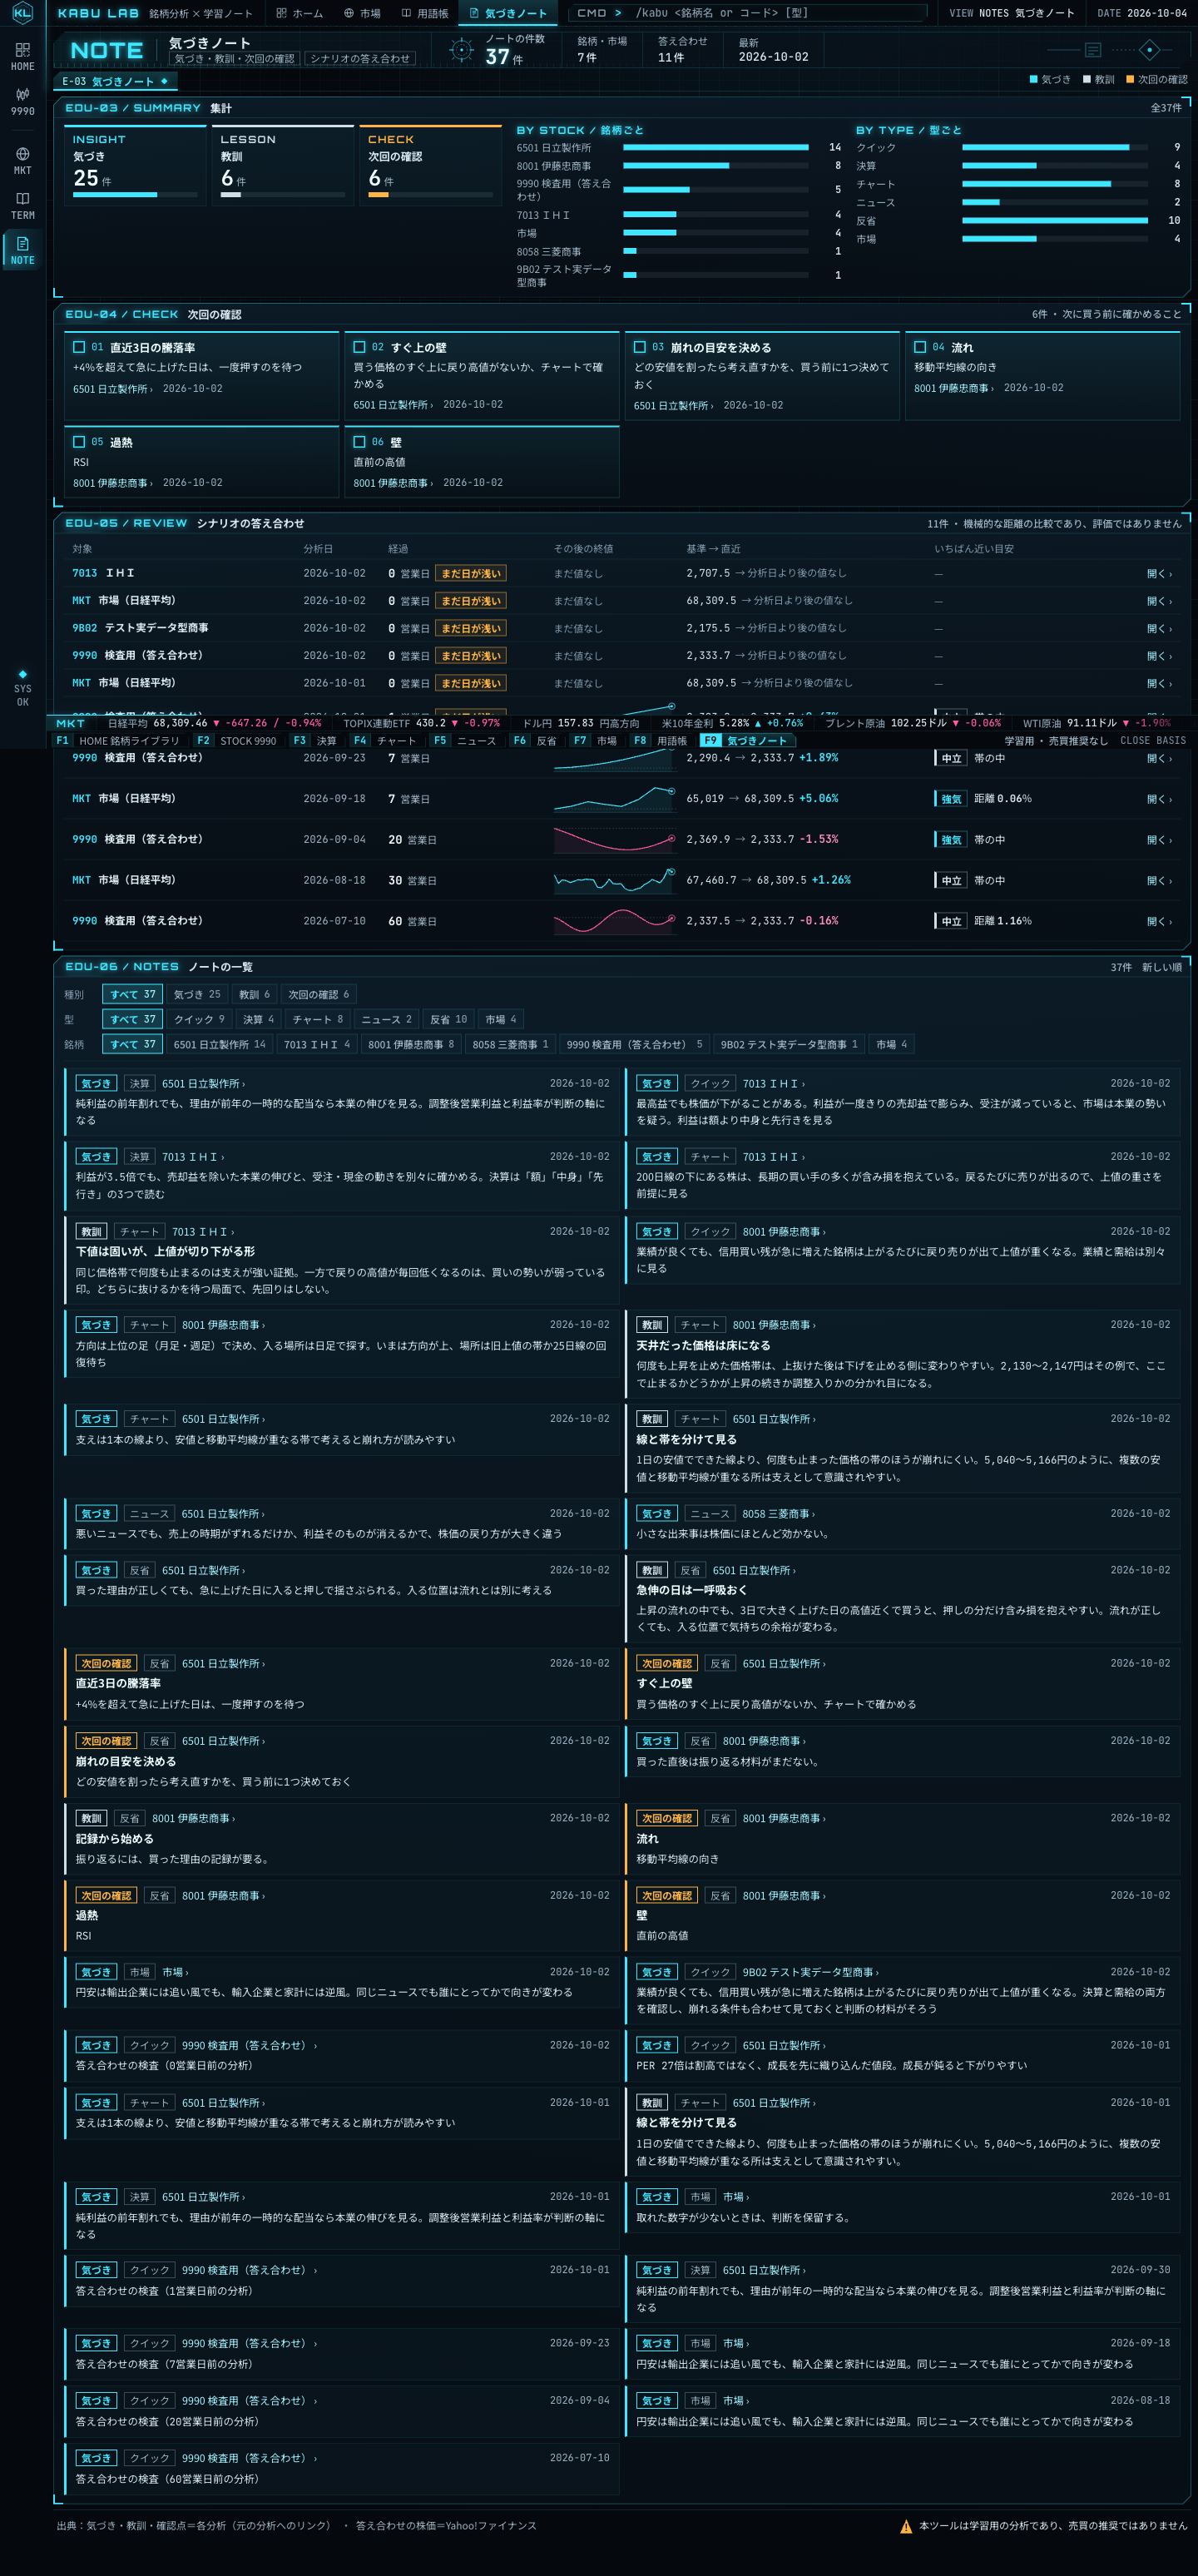 KL KABU LAB 銘柄分析 × 学習ノート ホーム 市場 用語帳 気づきノート CMD > /kabu <銘柄名 or コード> [型] VIEW NOTES 気づきノート DATE 2026-10-04
HOME
9990
MKT
TERM
NOTE
SYS
OK
NOTE 気づきノート 気づき・教訓・次回の確認 シナリオの答え合わせ
ノートの件数 37 件
銘柄・市場 7 件
答え合わせ 11 件
最新 2026-10-02
E-03 気づきノート ◆ 気づき 教訓 次回の確認
EDU-03 / SUMMARY 集計 全37件
INSIGHT 気づき 25 件
LESSON 教訓 6 件
CHECK 次回の確認 6 件
BY STOCK / 銘柄ごと
6501 日立製作所 14
8001 伊藤忠商事 8
9990 検査用（答え合わせ） 5
7013 ＩＨＩ 4
市場 4
8058 三菱商事 1
9B02 テスト実データ型商事 1
BY TYPE / 型ごと
クイック 9
決算 4
チャート 8
ニュース 2
反省 10
市場 4
EDU-04 / CHECK 次回の確認 6件 ・ 次に買う前に確かめること
01 直近3日の騰落率
+4%を超えて急に上げた日は、一度押すのを待つ
6501 日立製作所 › 2026-10-02
02 すぐ上の壁
買う価格のすぐ上に戻り高値がないか、チャートで確かめる
6501 日立製作所 › 2026-10-02
03 崩れの目安を決める
どの安値を割ったら考え直すかを、買う前に1つ決めておく
6501 日立製作所 › 2026-10-02
04 流れ
移動平均線の向き
8001 伊藤忠商事 › 2026-10-02
05 過熱
RSI
8001 伊藤忠商事 › 2026-10-02
06 壁
直前の高値
8001 伊藤忠商事 › 2026-10-02
EDU-05 / REVIEW シナリオの答え合わせ 11件 ・ 機械的な距離の比較であり、評価ではありません
対象 分析日 経過 その後の終値 基準 → 直近 いちばん近い目安
7013 ＩＨＩ 2026-10-02 0 営業日 まだ日が浅い まだ値なし 2,707.5 → 分析日より後の値なし — 開く ›
MKT 市場（日経平均） 2026-10-02 0 営業日 まだ日が浅い まだ値なし 68,309.5 → 分析日より後の値なし — 開く ›
9B02 テスト実データ型商事 2026-10-02 0 営業日 まだ日が浅い まだ値なし 2,175.5 → 分析日より後の値なし — 開く ›
9990 検査用（答え合わせ） 2026-10-02 0 営業日 まだ日が浅い まだ値なし 2,333.7 → 分析日より後の値なし — 開く ›
MKT 市場（日経平均） 2026-10-01 0 営業日 まだ日が浅い まだ値なし 68,309.5 → 分析日より後の値なし — 開く ›
MKT 日経平均 68,309.46 ▼ -647.26 / -0.94% TOPIX連動ETF 430.2 ▼ -0.97% ドル円 157.83 円高方向 米10年金利 5.28% ▲ +0.76% ブレント原油 102.25ドル ▼ -0.06% WTI原油 91.11ドル ▼ -1.90%
F1 HOME 銘柄ライブラリ F2 STOCK 9990 F3 決算 F4 チャート F5 ニュース F6 反省 F7 市場 F8 用語帳 F9 気づきノート 学習用 ・ 売買推奨なし CLOSE BASIS
9990 検査用（答え合わせ） 2026-09-23 7 営業日 2,290.4 → 2,333.7 +1.89% 中立 帯の中 開く ›
MKT 市場（日経平均） 2026-09-18 7 営業日 65,019 → 68,309.5 +5.06% 強気 距離 0.06% 開く ›
9990 検査用（答え合わせ） 2026-09-04 20 営業日 2,369.9 → 2,333.7 -1.53% 強気 帯の中 開く ›
MKT 市場（日経平均） 2026-08-18 30 営業日 67,460.7 → 68,309.5 +1.26% 中立 帯の中 開く ›
9990 検査用（答え合わせ） 2026-07-10 60 営業日 2,337.5 → 2,333.7 -0.16% 中立 距離 1.16% 開く ›
EDU-06 / NOTES ノートの一覧 37件 新しい順
種別 すべて 37 気づき 25 教訓 6 次回の確認 6
型 すべて 37 クイック 9 決算 4 チャート 8 ニュース 2 反省 10 市場 4
銘柄 すべて 37 6501 日立製作所 14 7013 ＩＨＩ 4 8001 伊藤忠商事 8 8058 三菱商事 1 9990 検査用（答え合わせ） 5 9B02 テスト実データ型商事 1 市場 4
気づき 決算 6501 日立製作所 › 2026-10-02
純利益の前年割れでも、理由が前年の一時的な配当なら本業の伸びを見る。調整後営業利益と利益率が判断の軸に
なる
気づき クイック 7013 ＩＨＩ › 2026-10-02
最高益でも株価が下がることがある。利益が一度きりの売却益で膨らみ、受注が減っていると、市場は本業の勢い
を疑う。利益は額より中身と先行きを見る
気づき 決算 7013 ＩＨＩ › 2026-10-02
利益が3.5倍でも、売却益を除いた本業の伸びと、受注・現金の動きを別々に確かめる。決算は「額」「中身」「先
行き」の3つで読む
気づき チャート 7013 ＩＨＩ › 2026-10-02
200日線の下にある株は、長期の買い手の多くが含み損を抱えている。戻るたびに売りが出るので、上値の重さを
前提に見る
教訓 チャート 7013 ＩＨＩ › 2026-10-02
下値は固いが、上値が切り下がる形
同じ価格帯で何度も止まるのは支えが強い証拠。一方で戻りの高値が毎回低くなるのは、買いの勢いが弱っている
印。どちらに抜けるかを待つ局面で、先回りはしない。
気づき クイック 8001 伊藤忠商事 › 2026-10-02
業績が良くても、信用買い残が急に増えた銘柄は上がるたびに戻り売りが出て上値が重くなる。業績と需給は別々
に見る
気づき チャート 8001 伊藤忠商事 › 2026-10-02
方向は上位の足（月足・週足）で決め、入る場所は日足で探す。いまは方向が上、場所は旧上値の帯か25日線の回
復待ち
教訓 チャート 8001 伊藤忠商事 › 2026-10-02
天井だった価格は床になる
何度も上昇を止めた価格帯は、上抜けた後は下げを止める側に変わりやすい。2,130〜2,147円はその例で、ここ
で止まるかどうかが上昇の続きか調整入りかの分かれ目になる。
気づき チャート 6501 日立製作所 › 2026-10-02
支えは1本の線より、安値と移動平均線が重なる帯で考えると崩れ方が読みやすい
教訓 チャート 6501 日立製作所 › 2026-10-02
線と帯を分けて見る
1日の安値でできた線より、何度も止まった価格の帯のほうが崩れにくい。5,040〜5,166円のように、複数の安
値と移動平均線が重なる所は支えとして意識されやすい。
気づき ニュース 6501 日立製作所 › 2026-10-02
悪いニュースでも、売上の時期がずれるだけか、利益そのものが消えるかで、株価の戻り方が大きく違う
気づき ニュース 8058 三菱商事 › 2026-10-02
小さな出来事は株価にほとんど効かない。
気づき 反省 6501 日立製作所 › 2026-10-02
買った理由が正しくても、急に上げた日に入ると押しで揺さぶられる。入る位置は流れとは別に考える
教訓 反省 6501 日立製作所 › 2026-10-02
急伸の日は一呼吸おく
上昇の流れの中でも、3日で大きく上げた日の高値近くで買うと、押しの分だけ含み損を抱えやすい。流れが正し
くても、入る位置で気持ちの余裕が変わる。
次回の確認 反省 6501 日立製作所 › 2026-10-02
直近3日の騰落率
+4%を超えて急に上げた日は、一度押すのを待つ
次回の確認 反省 6501 日立製作所 › 2026-10-02
すぐ上の壁
買う価格のすぐ上に戻り高値がないか、チャートで確かめる
次回の確認 反省 6501 日立製作所 › 2026-10-02
崩れの目安を決める
どの安値を割ったら考え直すかを、買う前に1つ決めておく
気づき 反省 8001 伊藤忠商事 › 2026-10-02
買った直後は振り返る材料がまだない。
教訓 反省 8001 伊藤忠商事 › 2026-10-02
記録から始める
振り返るには、買った理由の記録が要る。
次回の確認 反省 8001 伊藤忠商事 › 2026-10-02
流れ
移動平均線の向き
次回の確認 反省 8001 伊藤忠商事 › 2026-10-02
過熱
RSI
次回の確認 反省 8001 伊藤忠商事 › 2026-10-02
壁
直前の高値
気づき 市場 市場 › 2026-10-02
円安は輸出企業には追い風でも、輸入企業と家計には逆風。同じニュースでも誰にとってかで向きが変わる
気づき クイック 9B02 テスト実データ型商事 › 2026-10-02
業績が良くても、信用買い残が急に増えた銘柄は上がるたびに戻り売りが出て上値が重くなる。決算と需給の両方
を確認し、崩れる条件も合わせて見ておくと判断の材料がそろう
気づき クイック 9990 検査用（答え合わせ） › 2026-10-02
答え合わせの検査（0営業日前の分析）
気づき クイック 6501 日立製作所 › 2026-10-01
PER 27倍は割高ではなく、成長を先に織り込んだ値段。成長が鈍ると下がりやすい
気づき チャート 6501 日立製作所 › 2026-10-01
支えは1本の線より、安値と移動平均線が重なる帯で考えると崩れ方が読みやすい
教訓 チャート 6501 日立製作所 › 2026-10-01
線と帯を分けて見る
1日の安値でできた線より、何度も止まった価格の帯のほうが崩れにくい。5,040〜5,166円のように、複数の安
値と移動平均線が重なる所は支えとして意識されやすい。
気づき 決算 6501 日立製作所 › 2026-10-01
純利益の前年割れでも、理由が前年の一時的な配当なら本業の伸びを見る。調整後営業利益と利益率が判断の軸に
なる
気づき 市場 市場 › 2026-10-01
取れた数字が少ないときは、判断を保留する。
気づき クイック 9990 検査用（答え合わせ） › 2026-10-01
答え合わせの検査（1営業日前の分析）
気づき 決算 6501 日立製作所 › 2026-09-30
純利益の前年割れでも、理由が前年の一時的な配当なら本業の伸びを見る。調整後営業利益と利益率が判断の軸に
なる
気づき クイック 9990 検査用（答え合わせ） › 2026-09-23
答え合わせの検査（7営業日前の分析）
気づき 市場 市場 › 2026-09-18
円安は輸出企業には追い風でも、輸入企業と家計には逆風。同じニュースでも誰にとってかで向きが変わる
気づき クイック 9990 検査用（答え合わせ） › 2026-09-04
答え合わせの検査（20営業日前の分析）
気づき 市場 市場 › 2026-08-18
円安は輸出企業には追い風でも、輸入企業と家計には逆風。同じニュースでも誰にとってかで向きが変わる
気づき クイック 9990 検査用（答え合わせ） › 2026-07-10
答え合わせの検査（60営業日前の分析）
出典：気づき・教訓・確認点＝各分析（元の分析へのリンク） ・ 答え合わせの株価＝Yahoo!ファイナンス
本ツールは学習用の分析であり、売買の推奨ではありません